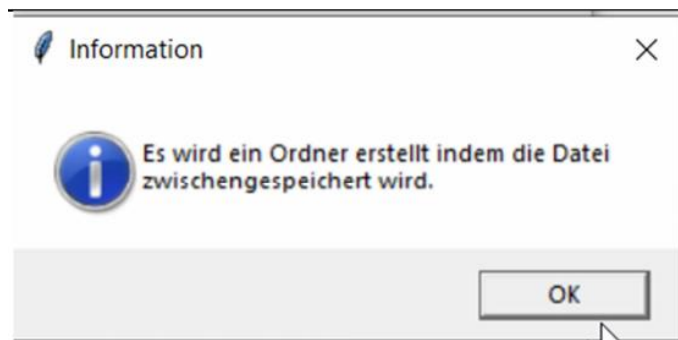 Information
Es wird ein Ordner erstellt indem die Datei
zwischengespeichert wird.
OK